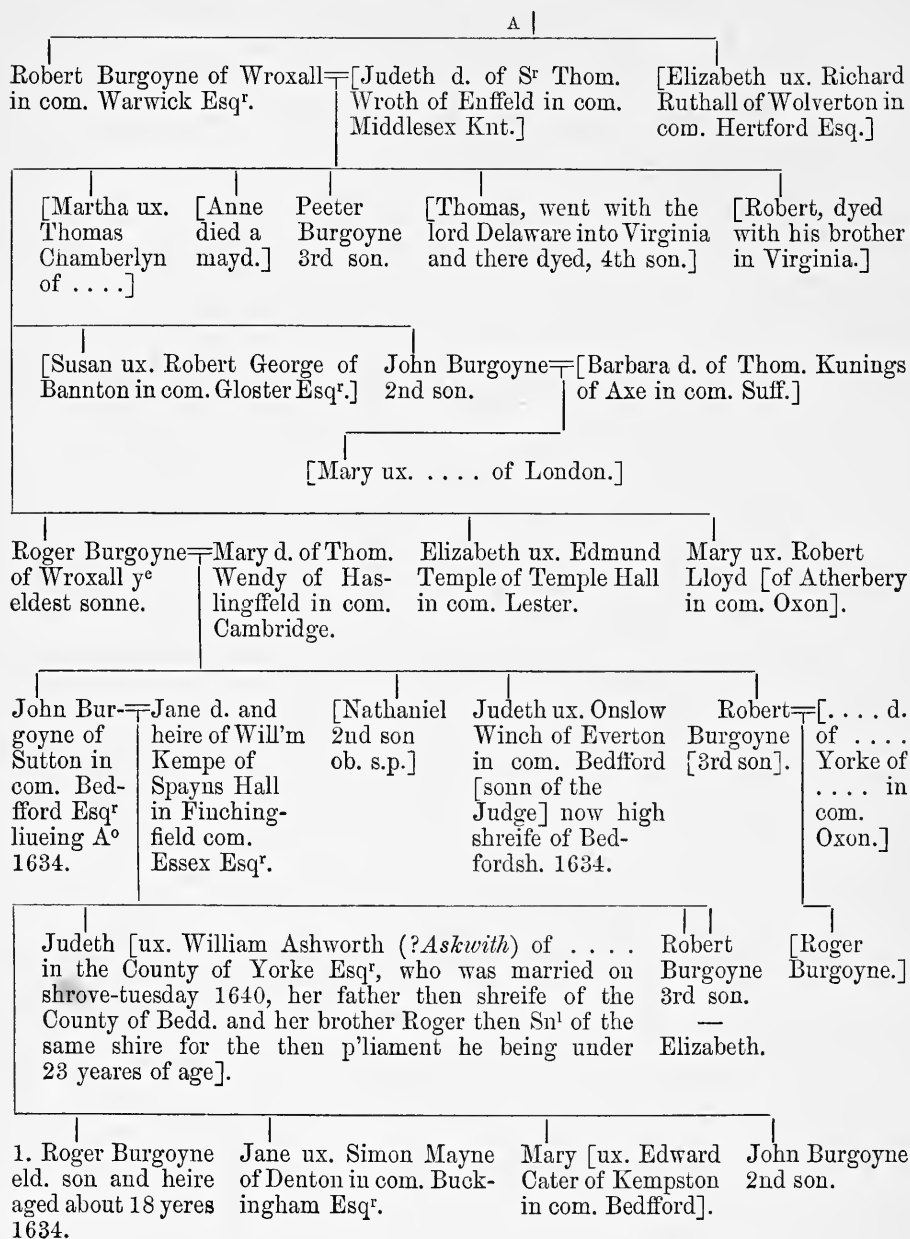 A
Robert Burgoyne of Wroxall
in com. Warwick Esqʳ.
[Judeth d. of Sʳ Thom.
Wroth of Enffeld in com.
Middlesex Knt.]
[Elizabeth ux. Richard
Ruthall of Wolverton in
com. Hertford Esq.]
[Martha ux.
Thomas
Chamberlyn
of . . . .]
[Anne
died a
mayd.]
Peeter
Burgoyne
3rd son.
[Thomas, went with the
lord Delaware into Virginia
and there dyed, 4th son.]
[Robert, dyed
with his brother
in Virginia.]
[Susan ux. Robert George of
Bannton in com. Gloster Esqʳ.]
John Burgoyne
2nd son.
[Barbara d. of Thom. Kunings
of Axe in com. Suff.]
[Mary ux. . . . . of London.]
Roger Burgoyne
of Wroxall yᵉ
eldest sonne.
Mary d. of Thom.
Wendy of Has-
lingffeld in com.
Cambridge.
Elizabeth ux. Edmund
Temple of Temple Hall
in com. Lester.
Mary ux. Robert
Lloyd [of Atherbery
in com. Oxon].
John Bur-
goyne of
Sutton in
com. Bed-
fford Esqʳ
liueing Aᵒ
1634.
Jane d. and
heire of Will'm
Kempe of
Spayns Hall
in Finching-
field com.
Essex Esqʳ.
[Nathaniel
2nd son
ob. s.p.]
Judeth ux. Onslow
Winch of Everton
in com. Bedfford
[sonn of the
Judge] now high
shreife of Bed-
fordsh. 1634.
Robert
Burgoyne
[3rd son].
[. . . . d.
of . . . .
Yorke of
. . . . in
com.
Oxon.]
Judeth [ux. William Ashworth (?Askwith) of . . . .
in the County of Yorke Esqʳ, who was married on
shrove-tuesday 1640, her father then shreife of the
County of Bedd. and her brother Roger then Sn¹ of the
same shire for the then p'liament he being under
23 yeares of age].
Robert
Burgoyne
3rd son.
—
Elizabeth.
[Roger
Burgoyne.]
1. Roger Burgoyne
eld. son and heire
aged about 18 yeres
1634.
Jane ux. Simon Mayne
of Denton in com. Buck-
ingham Esqʳ.
Mary [ux. Edward
Cater of Kempston
in com. Bedfford].
John Burgoyne
2nd son.